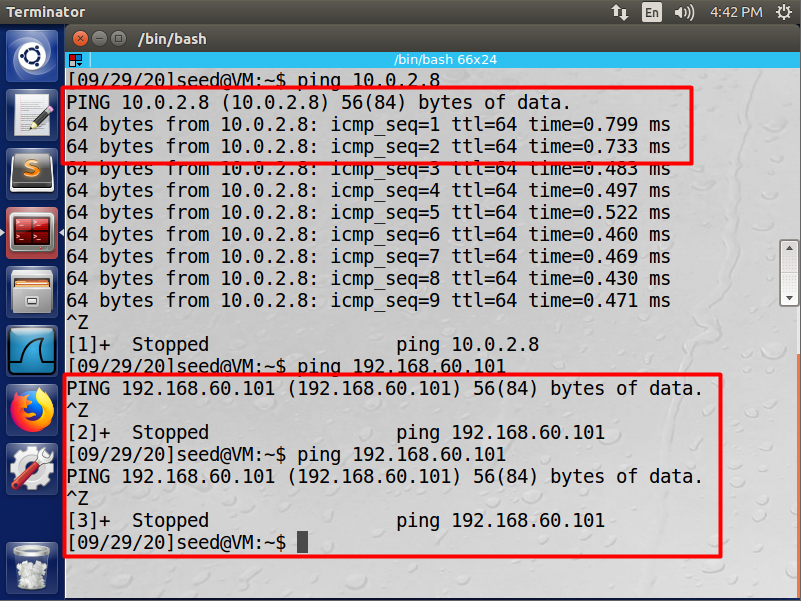 Terminator
En
4:42 PM
/bin/bash
/bin/bash 66x24
[09/29/20]seed@VM:~$ ping 10.0.2.8
PING 10.0.2.8 (10.0.2.8) 56(84) bytes of data.
64 bytes from 10.0.2.8: icmp_seq=1 ttl=64 time=0.799 ms
64 bytes from 10.0.2.8: icmp_seq=2 ttl=64 time=0.733 ms
64 bytes from 10.0.2.8: icmp_seq=3 ttl=64 time=0.483 ms
64 bytes from 10.0.2.8: icmp_seq=4 ttl=64 time=0.497 ms
64 bytes from 10.0.2.8: icmp_seq=5 ttl=64 time=0.522 ms
64 bytes from 10.0.2.8: icmp_seq=6 ttl=64 time=0.460 ms
64 bytes from 10.0.2.8: icmp_seq=7 ttl=64 time=0.469 ms
64 bytes from 10.0.2.8: icmp_seq=8 ttl=64 time=0.430 ms
64 bytes from 10.0.2.8: icmp_seq=9 ttl=64 time=0.471 ms
^Z
[1]+  Stopped                 ping 10.0.2.8
[09/29/20]seed@VM:~$ ping 192.168.60.101
PING 192.168.60.101 (192.168.60.101) 56(84) bytes of data.
^Z
[2]+  Stopped                 ping 192.168.60.101
[09/29/20]seed@VM:~$ ping 192.168.60.101
PING 192.168.60.101 (192.168.60.101) 56(84) bytes of data.
^Z
[3]+  Stopped                 ping 192.168.60.101
[09/29/20]seed@VM:~$